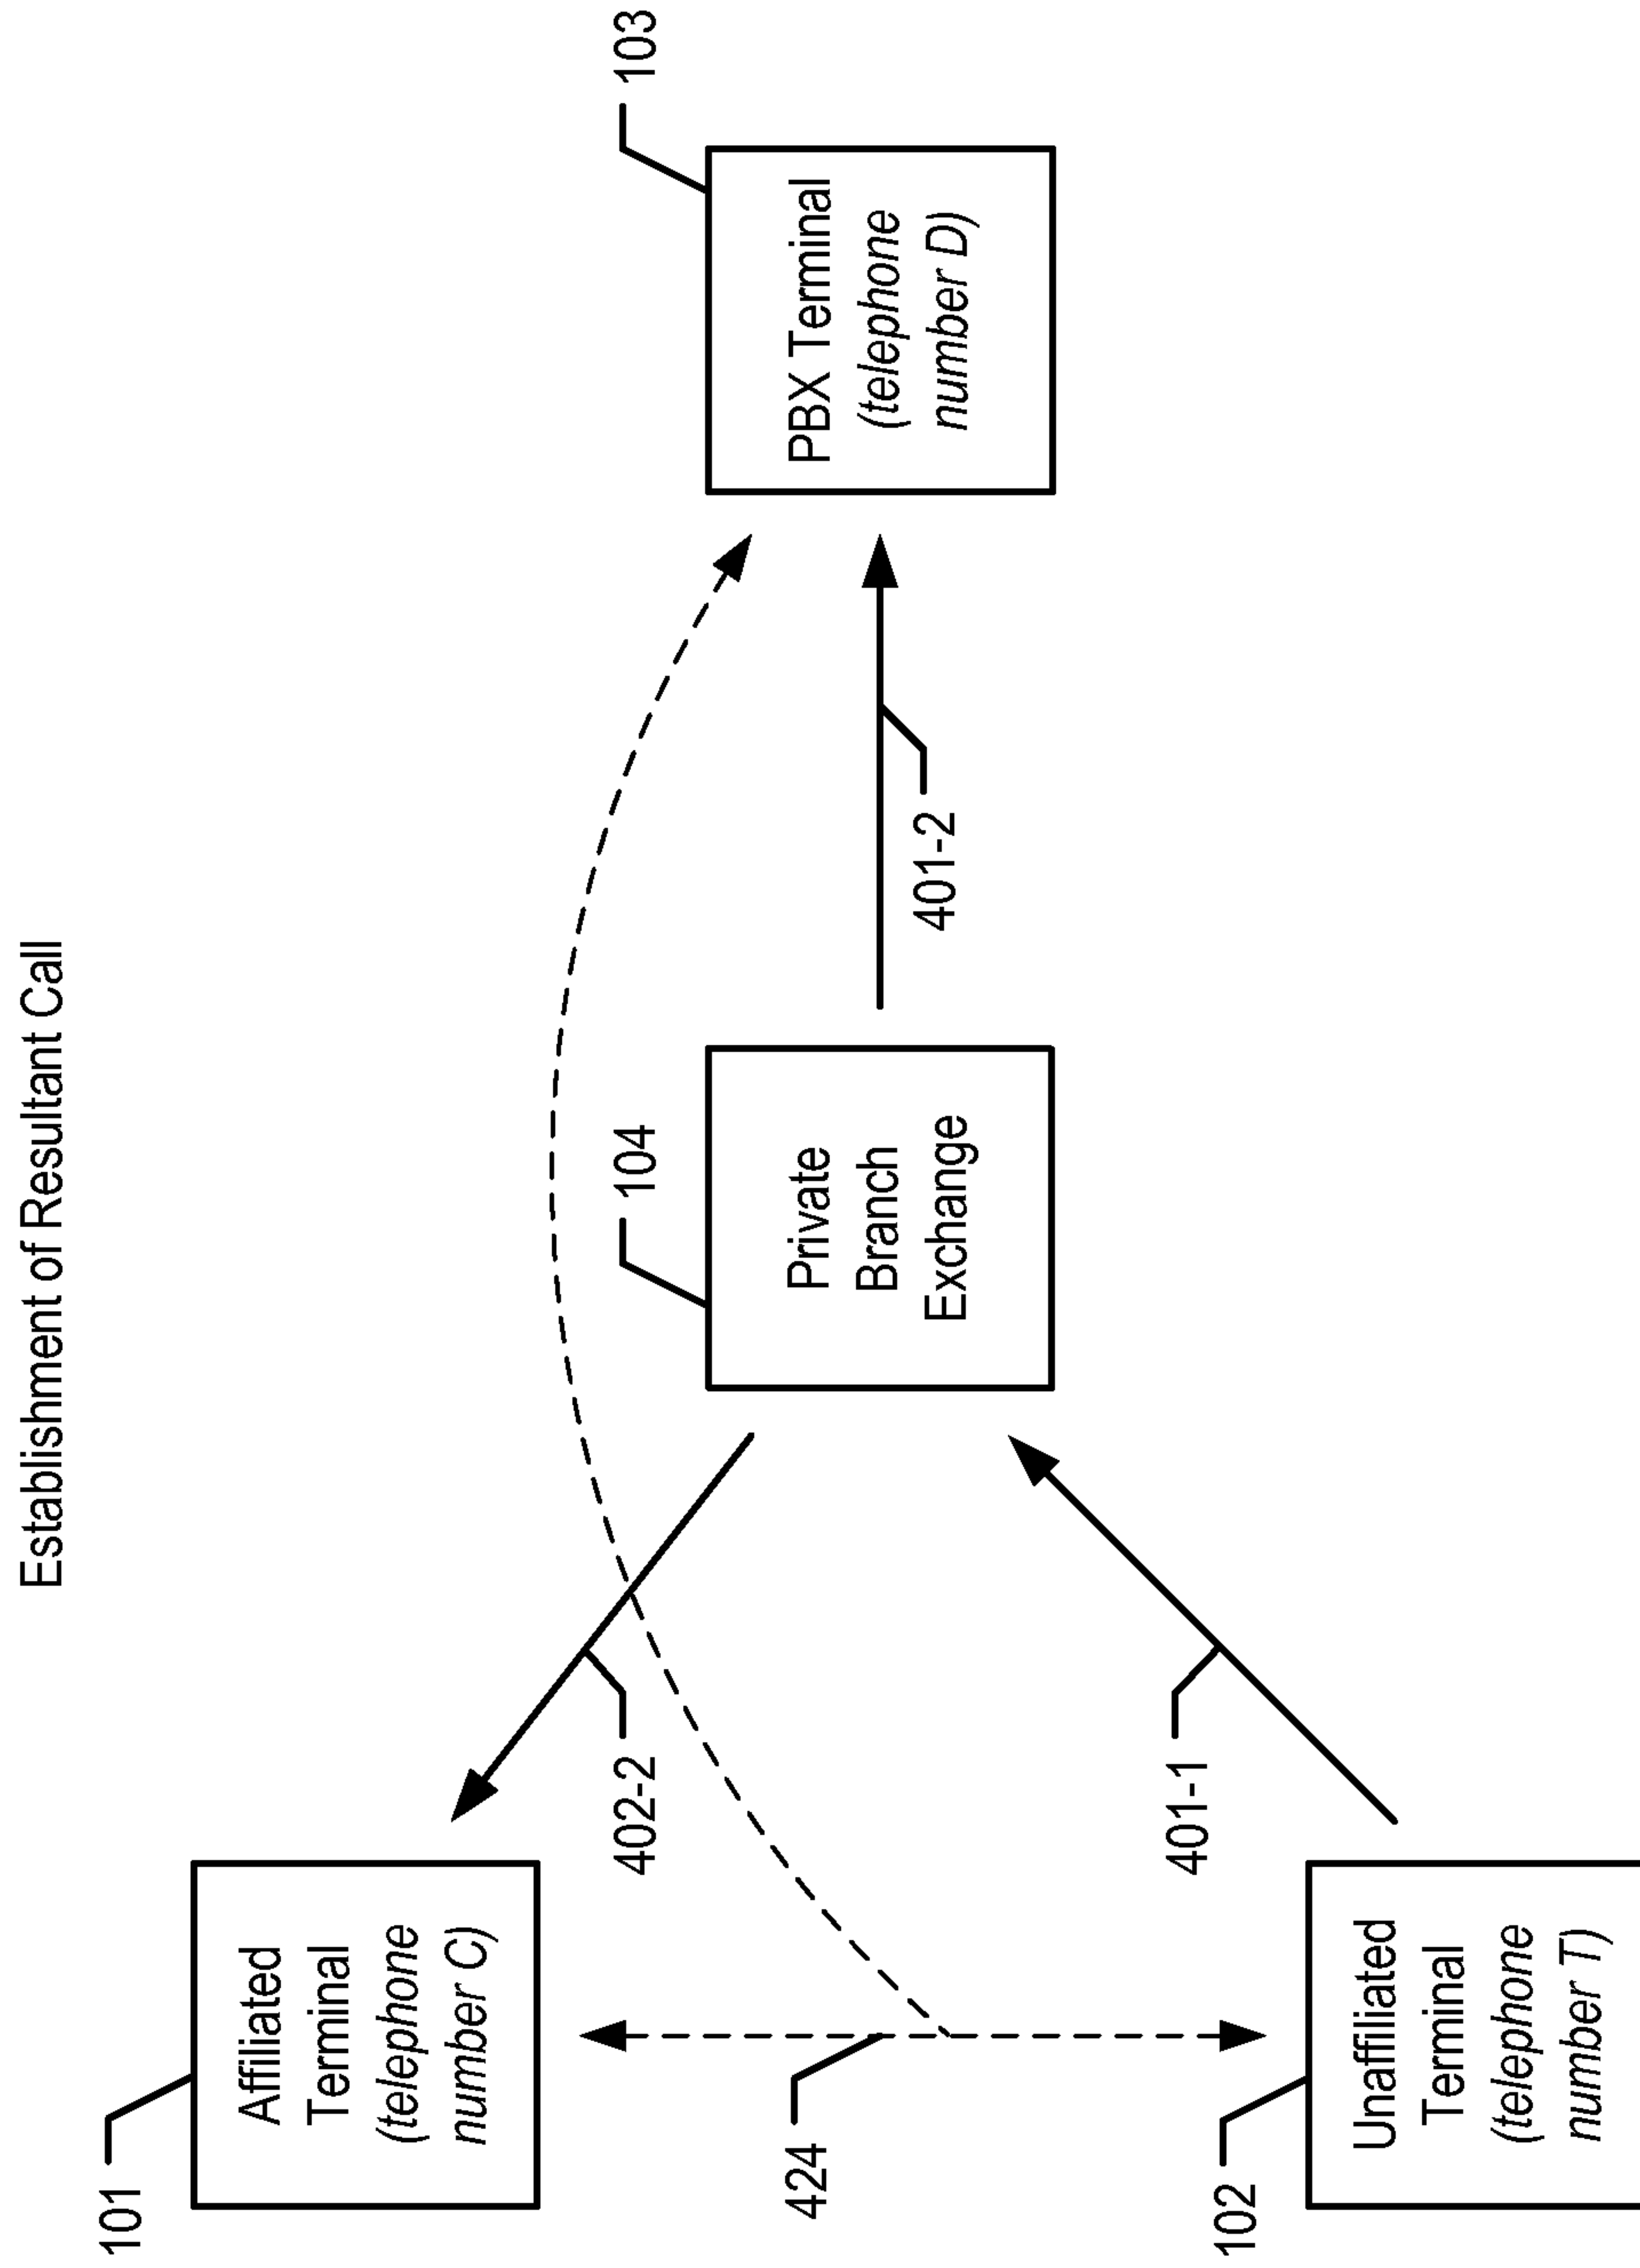 Establishment of Resultant Call
101
Affiliated
Terminal
(telephone
number C)
402-2
104
Private
Branch
Exchange
103
PBX Terminal
(telephone
number D)
401-2
424
401-1
102
Unaffiliated
Terminal
(telephone
number T)